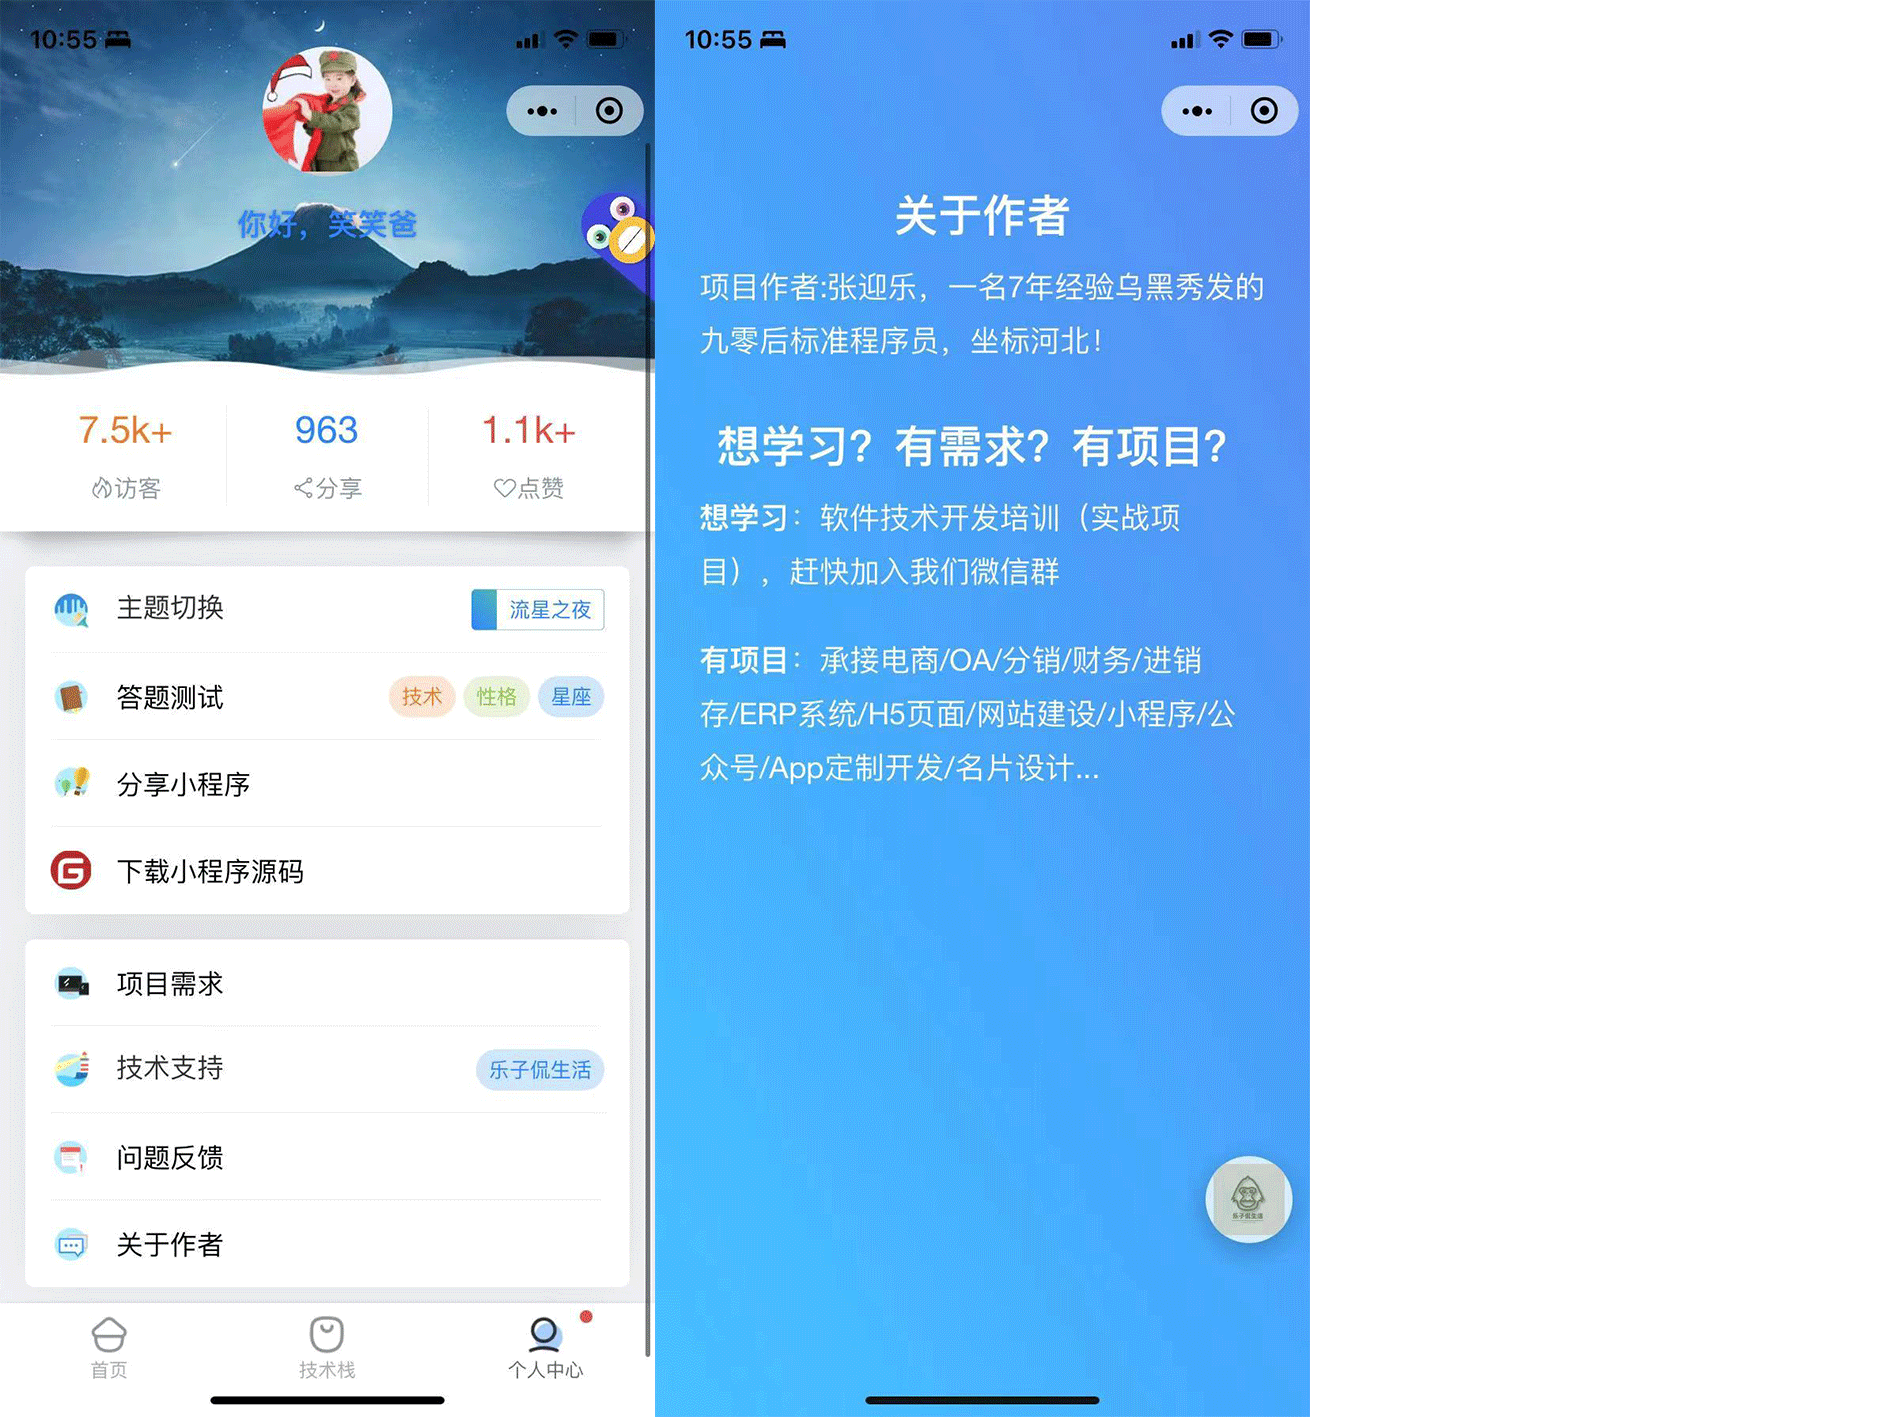 10:55
你好，笑笑爸
7.5k+
963
1.1k+
访客
分享
点赞
主题切换
流星之夜
答题测试
技术
性格
星座
分享小程序
下载小程序源码
项目需求
技术支持
乐子侃生活
问题反馈
关于作者
首页
技术栈
个人中心
10:55
关于作者
项目作者:张迎乐，一名7年经验乌黑秀发的
九零后标准程序员，坐标河北！
想学习？有需求？有项目？
想学习：软件技术开发培训（实战项
目），赶快加入我们微信群
有项目：承接电商/OA/分销/财务/进销
存/ERP系统/H5页面/网站建设/小程序/公
众号/App定制开发/名片设计...
乐子侃生活